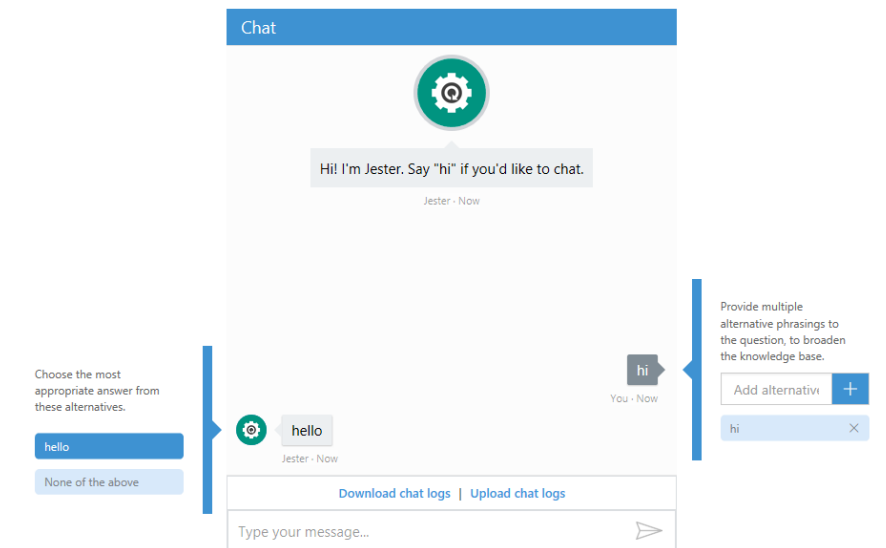 Chat
Hi! I'm Jester. Say "hi" if you'd like to chat.
Jester · Now
Choose the most
appropriate answer from
these alternatives.
hello
None of the above
hi
You · Now
hello
Jester · Now
Provide multiple
alternative phrasings to
the question, to broaden
the knowledge base.
Add alternative
hi
Download chat logs | Upload chat logs
Type your message...